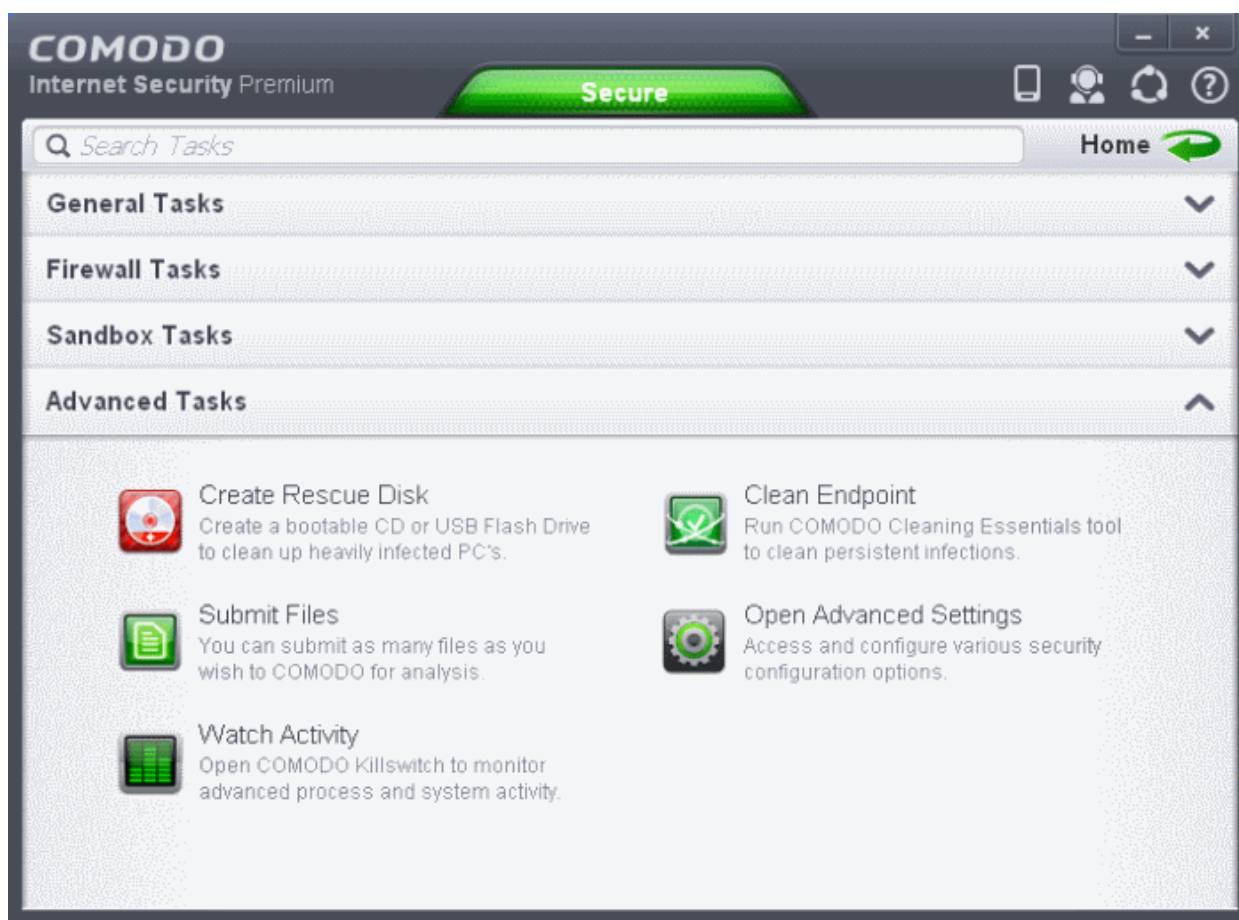 COMODO
Internet Security Premium
Secure
Search Tasks
Home
General Tasks
Firewall Tasks
Sandbox Tasks
Advanced Tasks
Create Rescue Disk
Create a bootable CD or USB Flash Drive
to clean up heavily infected PC's.
Clean Endpoint
Run COMODO Cleaning Essentials tool
to clean persistent infections.
Submit Files
You can submit as many files as you
wish to COMODO for analysis.
Open Advanced Settings
Access and configure various security
configuration options.
Watch Activity
Open COMODO Killswitch to monitor
advanced process and system activity.